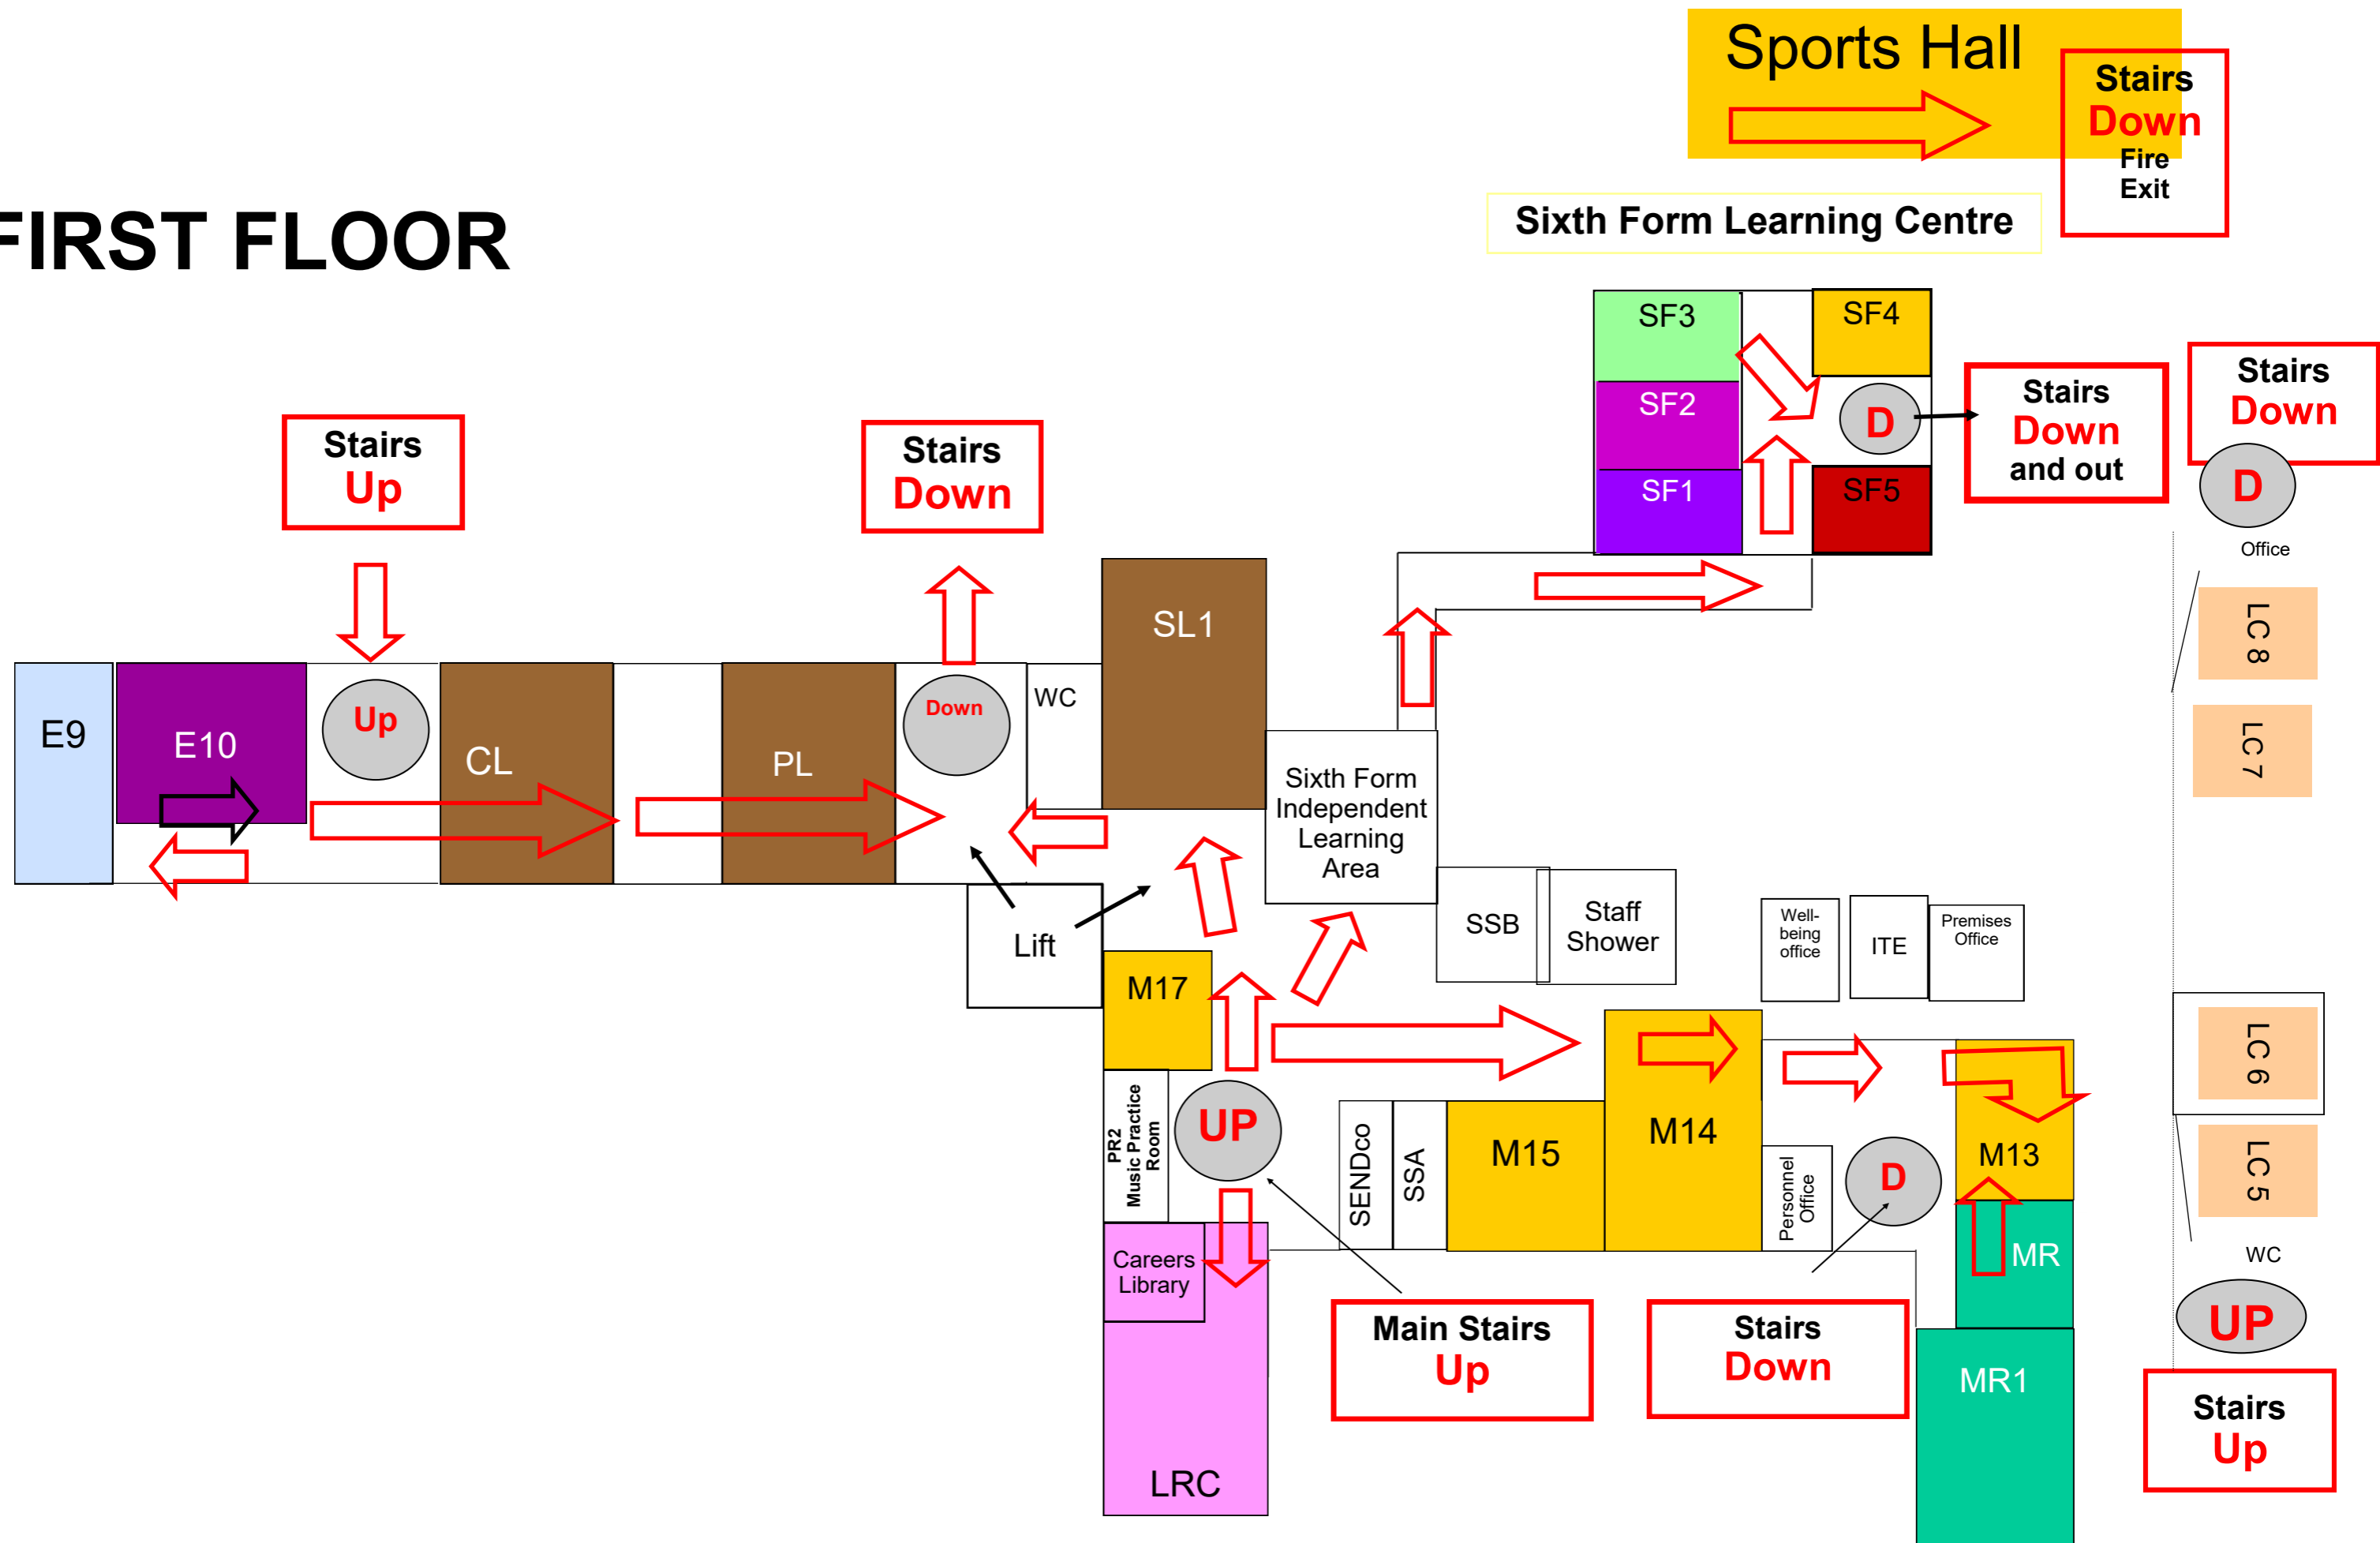 Sports Hall
Stairs
Down
Fire
Exit
Sixth Form Learning Centre
FIRST FLOOR
SF3
SF4
SF2
SF1
SF5
D
Stairs
Down
and out
Stairs
Down
D
Office
LC 8
LC 7
Stairs
Up
Stairs
Down
E9
E10
Up
CL
PL
Down
WC
SL1
Sixth Form
Independent
Learning
Area
Lift
SSB
Staff
Shower
Well-
being
office
ITE
Premises
Office
M17
PR2
Music Practice
Room
UP
SENDco
SSA
M15
M14
Personnel
Office
D
M13
MR
MR1
LC 6
LC 5
WC
UP
Stairs
Up
Careers
Library
LRC
Main Stairs
Up
Stairs
Down